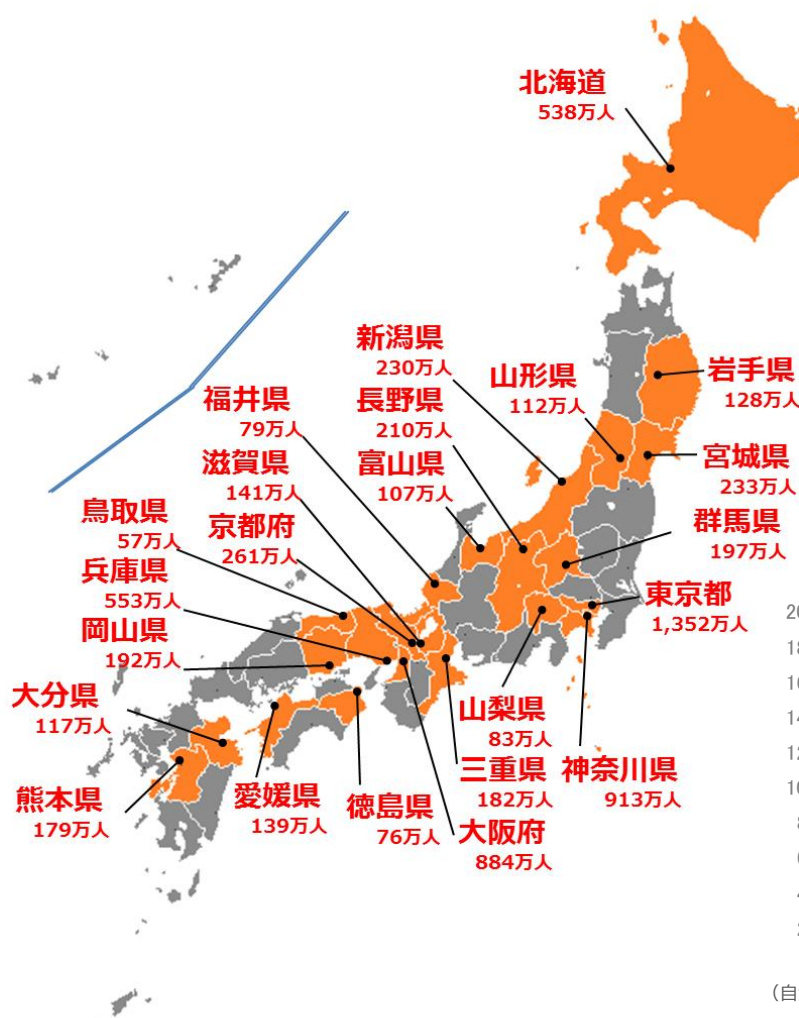 北海道
538万人
新潟県
230万人
山形県
112万人
岩手県
128万人
福井県
79万人
長野県
210万人
宮城県
233万人
滋賀県
141万人
富山県
107万人
群馬県
197万人
鳥取県
57万人
京都府
261万人
兵庫県
553万人
東京都
1,352万人
岡山県
192万人
大分県
117万人
山梨県
83万人
熊本県
179万人
愛媛県
139万人
徳島県
76万人
三重県
182万人
神奈川県
913万人
大阪府
884万人
(自